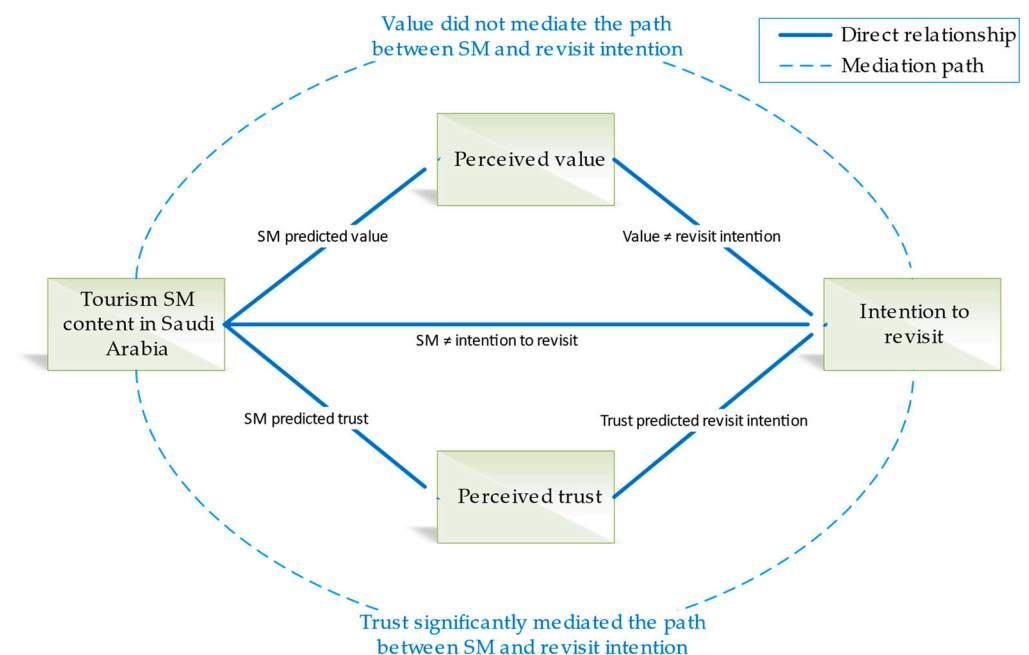 Value did not mediate the path
between SM and revisit intention
Direct relationship
Mediation path
Perceived value
SM predicted value
Value ≠ revisit intention
Tourism SM
content in Saudi
Arabia
Intention to
revisit
SM ≠ intention to revisit
SM predicted trust
Trust predicted revisit intention
Perceived trust
Trust significantly mediated the path
between SM and revisit intention